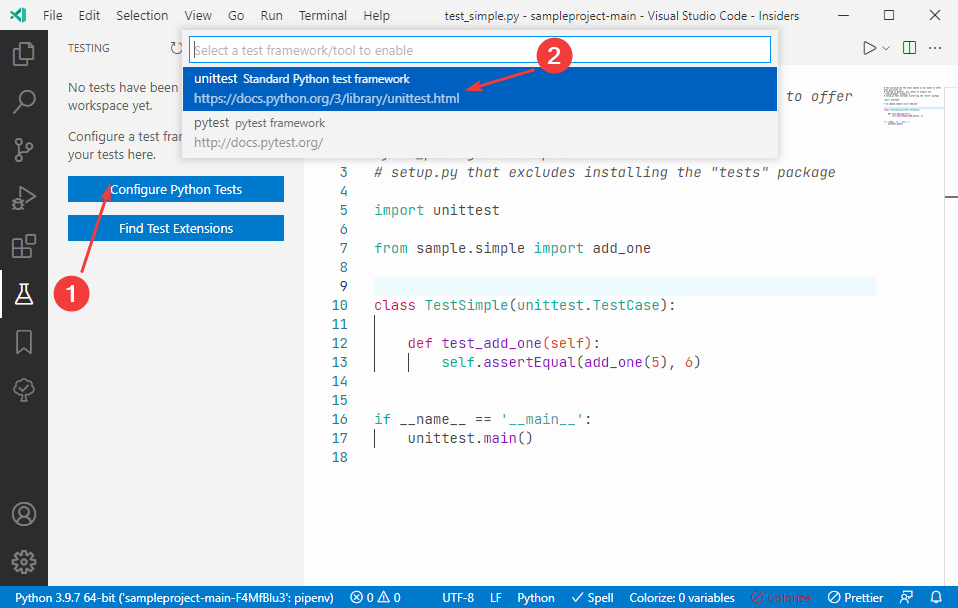 File Edit Selection View Go Run Terminal Help test_simple.py - sampleproject-main - Visual Studio Code - Insiders
TESTING
Select a test framework/tool to enable
2
unittest Standard Python test framework
https://docs.python.org/3/library/unittest.html
pytest pytest framework
http://docs.pytest.org/
No tests have been
workspace yet.
Configure a test fra
your tests here.
Configure Python Tests
Find Test Extensions
1
to offer
3 # setup.py that excludes installing the "tests" package
4
5 import unittest
6
7 from sample.simple import add_one
8
9
10 class TestSimple(unittest.TestCase):
11
12 def test_add_one(self):
13 self.assertEqual(add_one(5), 6)
14
15
16 if __name__ == '__main__':
17 unittest.main()
18
Python 3.9.7 64-bit ('sampleproject-main-F4MfBlu3': pipenv) 0 0 UTF-8 LF Python Spell Colorize: 0 variables Colorize Prettier